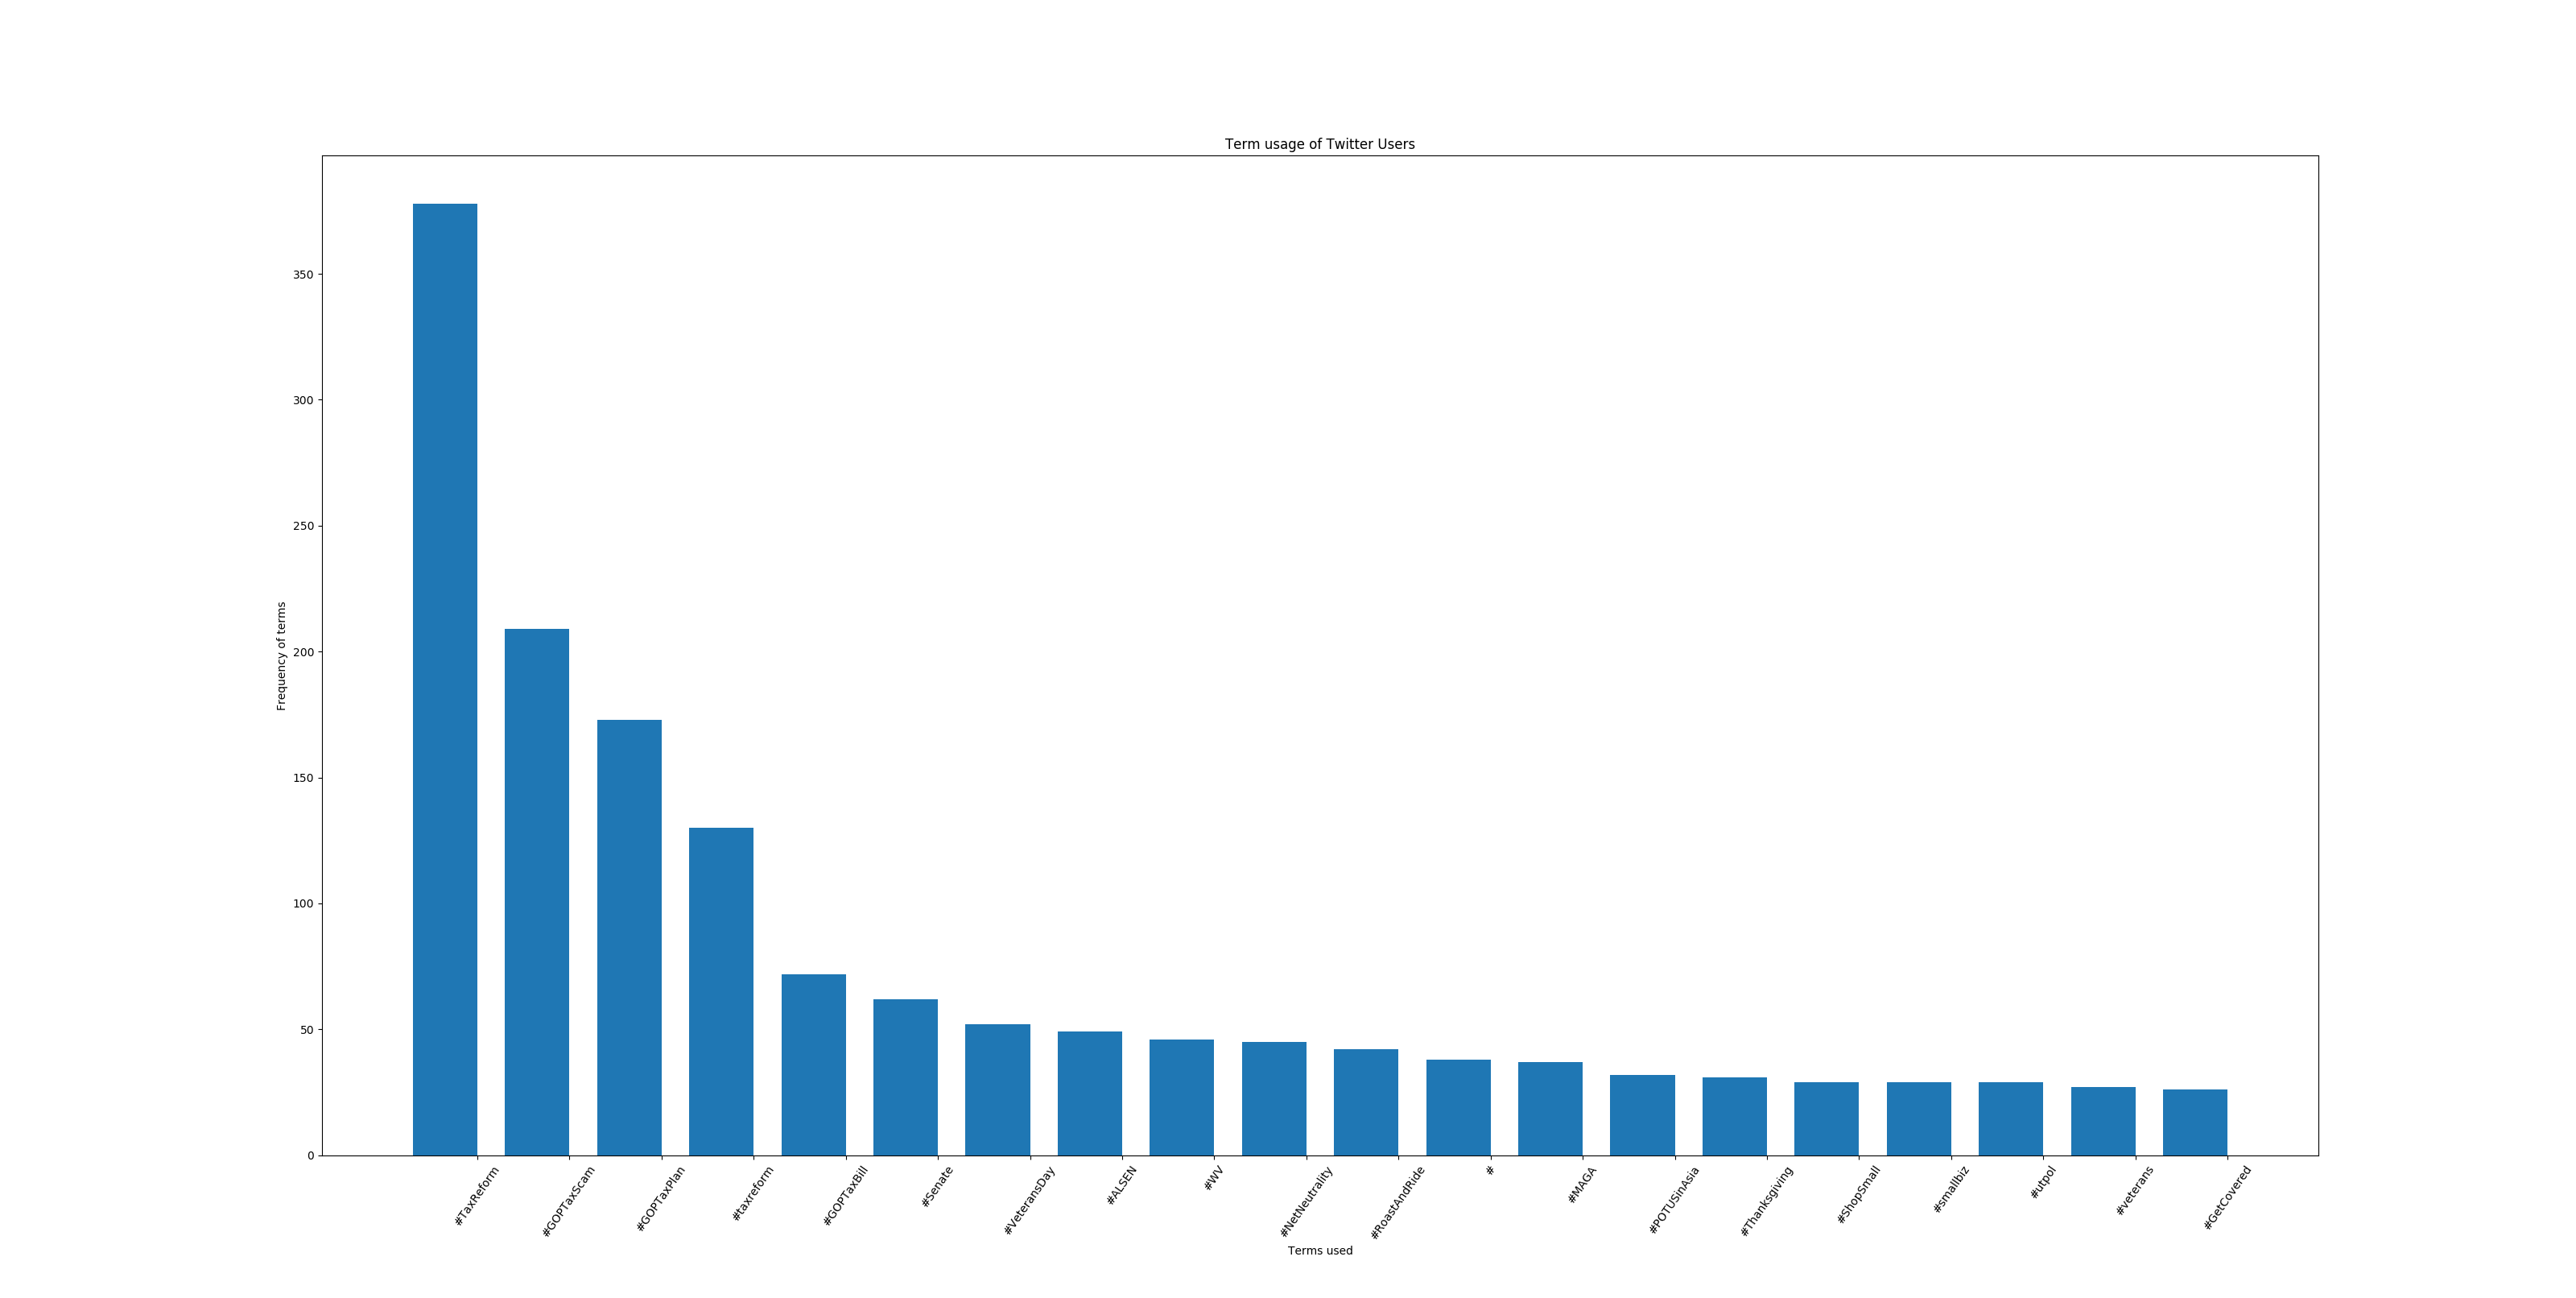 Term usage of Twitter Users
Frequency of terms
350
300
250
200
150
100
50
0
#TaxReform
#GOPTaxScam
#GOPTaxPlan
#taxreform
#GOPTaxBill
#Senate
#VeteransDay
#ALSEN
#WV
#NetNeutrality
#RoastAndRide
#
#MAGA
#POTUSinAsia
#Thanksgiving
#ShopSmall
#smallbiz
#utpol
#veterans
#GetCovered
Terms used